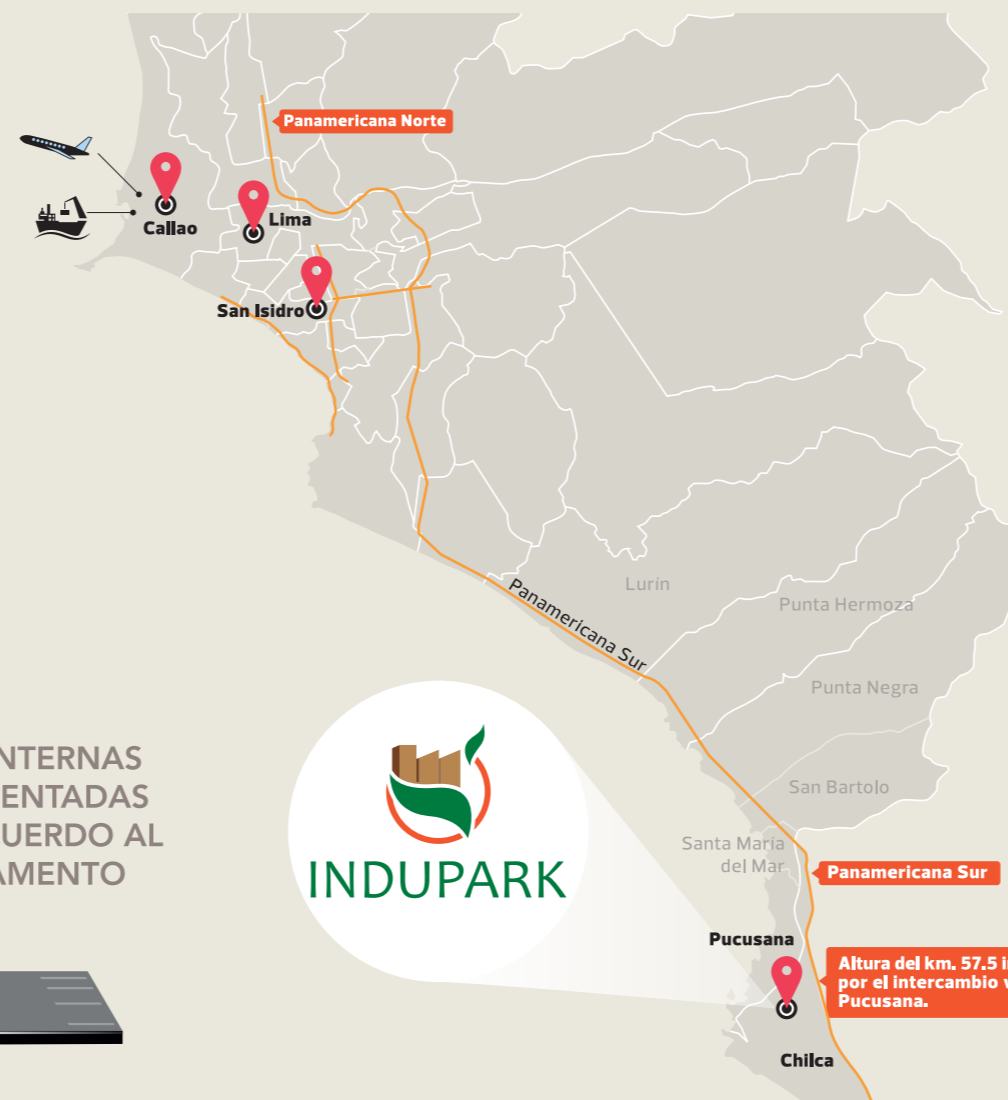 Panamericana Norte
Callao
Lima
San Isidro
Panamericana Sur
Lurín
Punta Hermoza
Punta Negra
San Bartolo
Santa María
del Mar
Panamericana Sur
NTERNAS
ENTADAS
UERDO AL
AMENTO
INDUPARK
Pucusana
Altura del km. 57.5 i
por el intercambio v
Pucusana.
Chilca